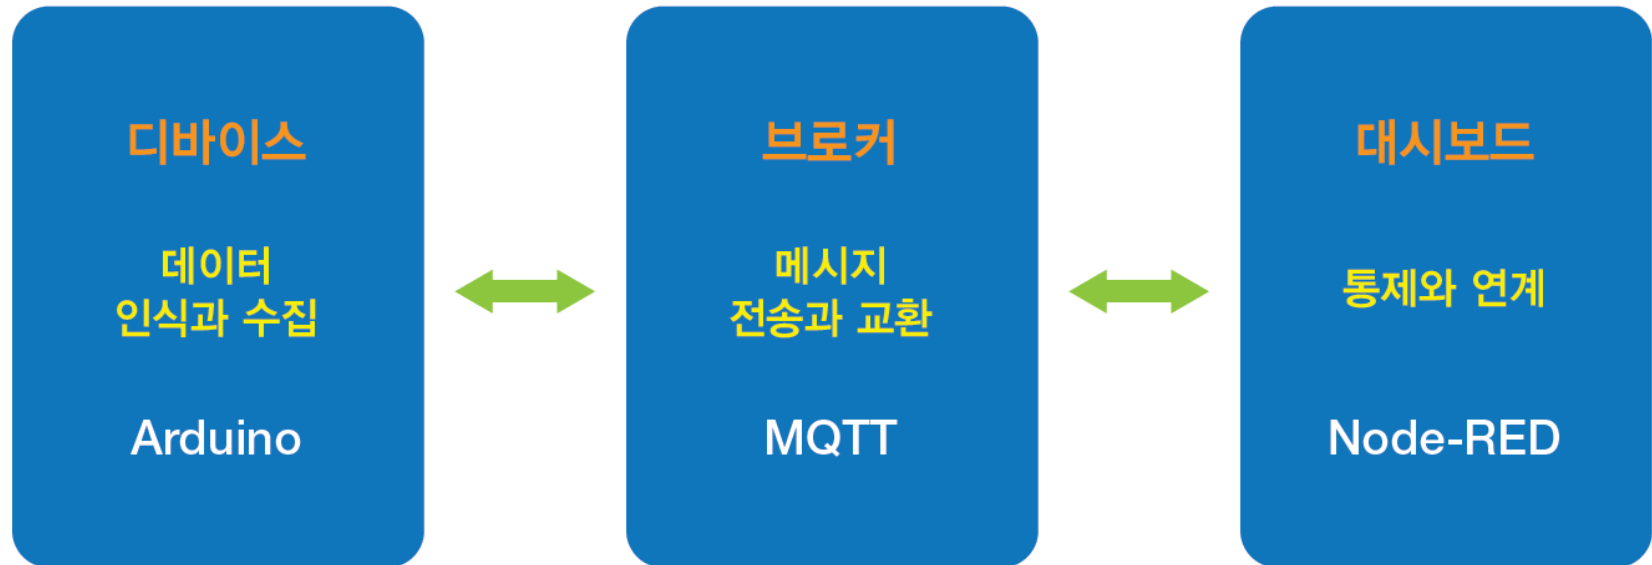 디바이스
데이터
인식과 수집
Arduino
브로커
메시지
전송과 교환
MQTT
대시보드
통제와 연계
Node-RED